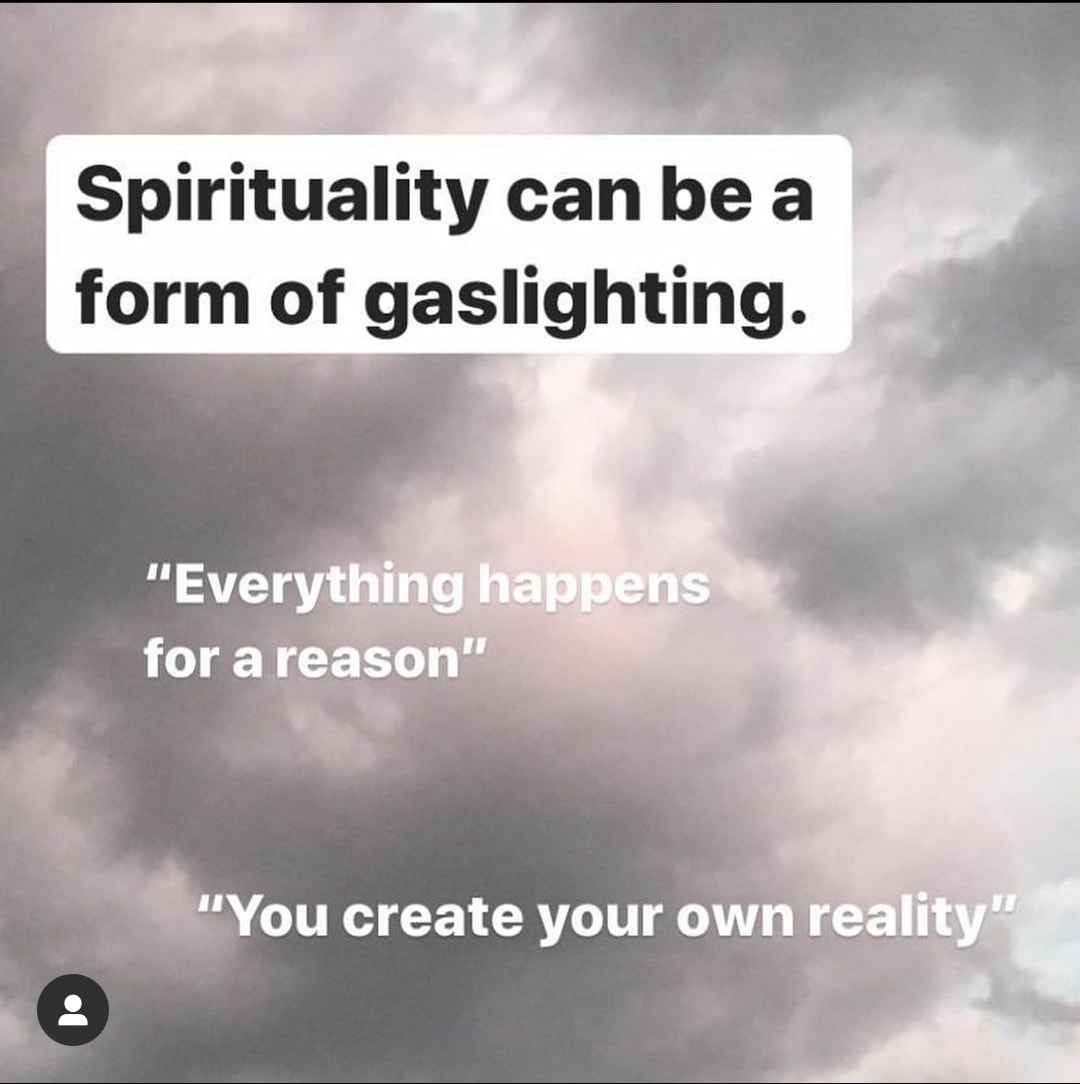 Spirituality can be a
form of gaslighting.
"Everything happens
for a reason"
"You create your own reality"